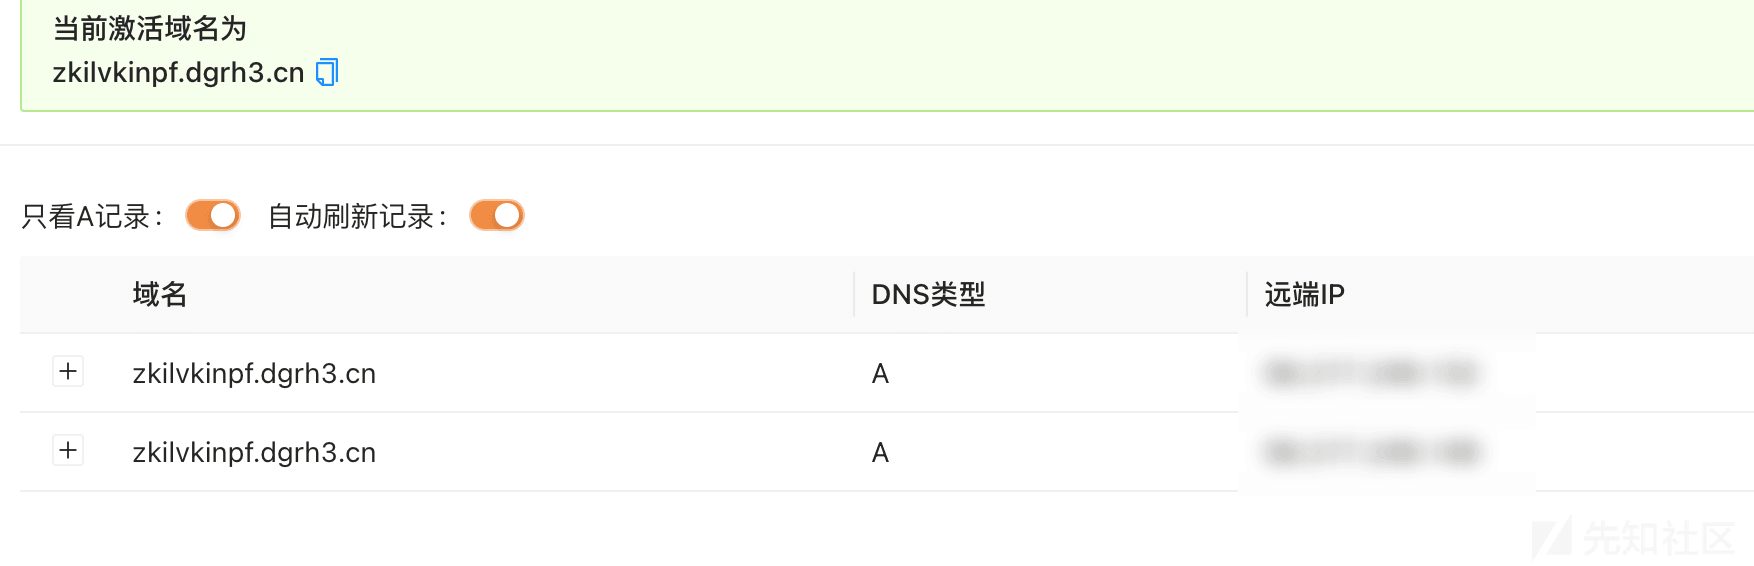 当前激活域名为
zkilvkinpf.dgrh3.cn
只看A记录： 自动刷新记录：
域名 DNS类型 远端IP
zkilvkinpf.dgrh3.cn A
zkilvkinpf.dgrh3.cn A
先知社区